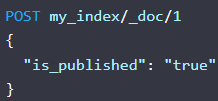 POST my_index/_doc/1
{
  "is_published": "true"
}